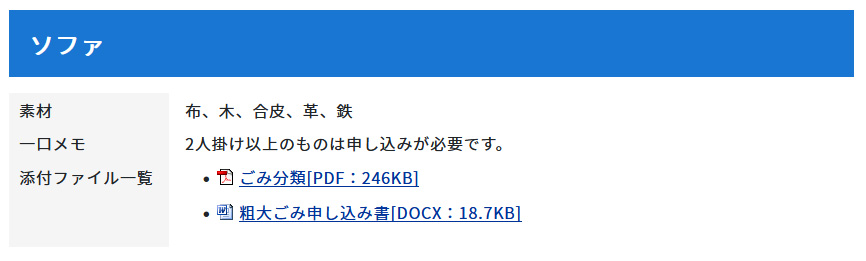 ソファ
素材 布、木、合皮、革、鉄
一口メモ 2人掛け以上のものは申し込みが必要です。
添付ファイル一覧
ごみ分類[PDF：246KB]
粗大ごみ申し込み書[DOCX：18.7KB]